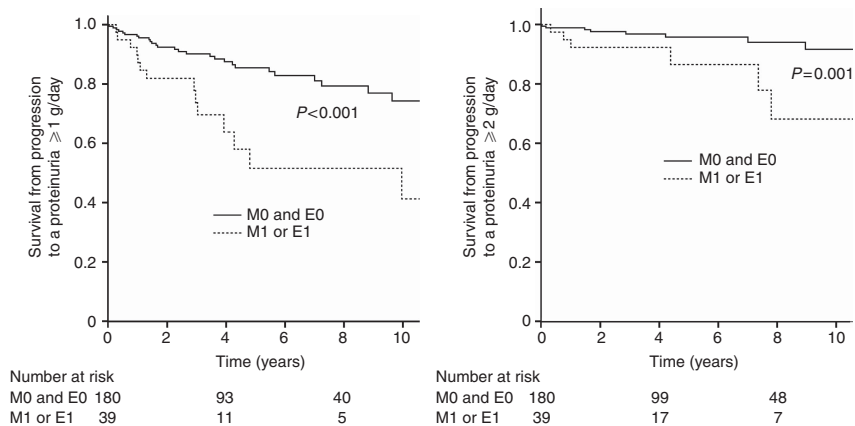 1.0
0.8
0.6
0.4
0.2
0
Survival from progression
to a proteinuria ⩾ 1 g/day
P<0.001
M0 and E0
M1 or E1
0 2 4 6 8 10
Time (years)
Number at risk
M0 and E0 180 93 40
M1 or E1 39 11 5
1.0
0.8
0.6
0.4
0.2
0
Survival from progression
to a proteinuria ⩾ 2 g/day
P=0.001
M0 and E0
M1 or E1
0 2 4 6 8 10
Time (years)
Number at risk
M0 and E0 180 99 48
M1 or E1 39 17 7